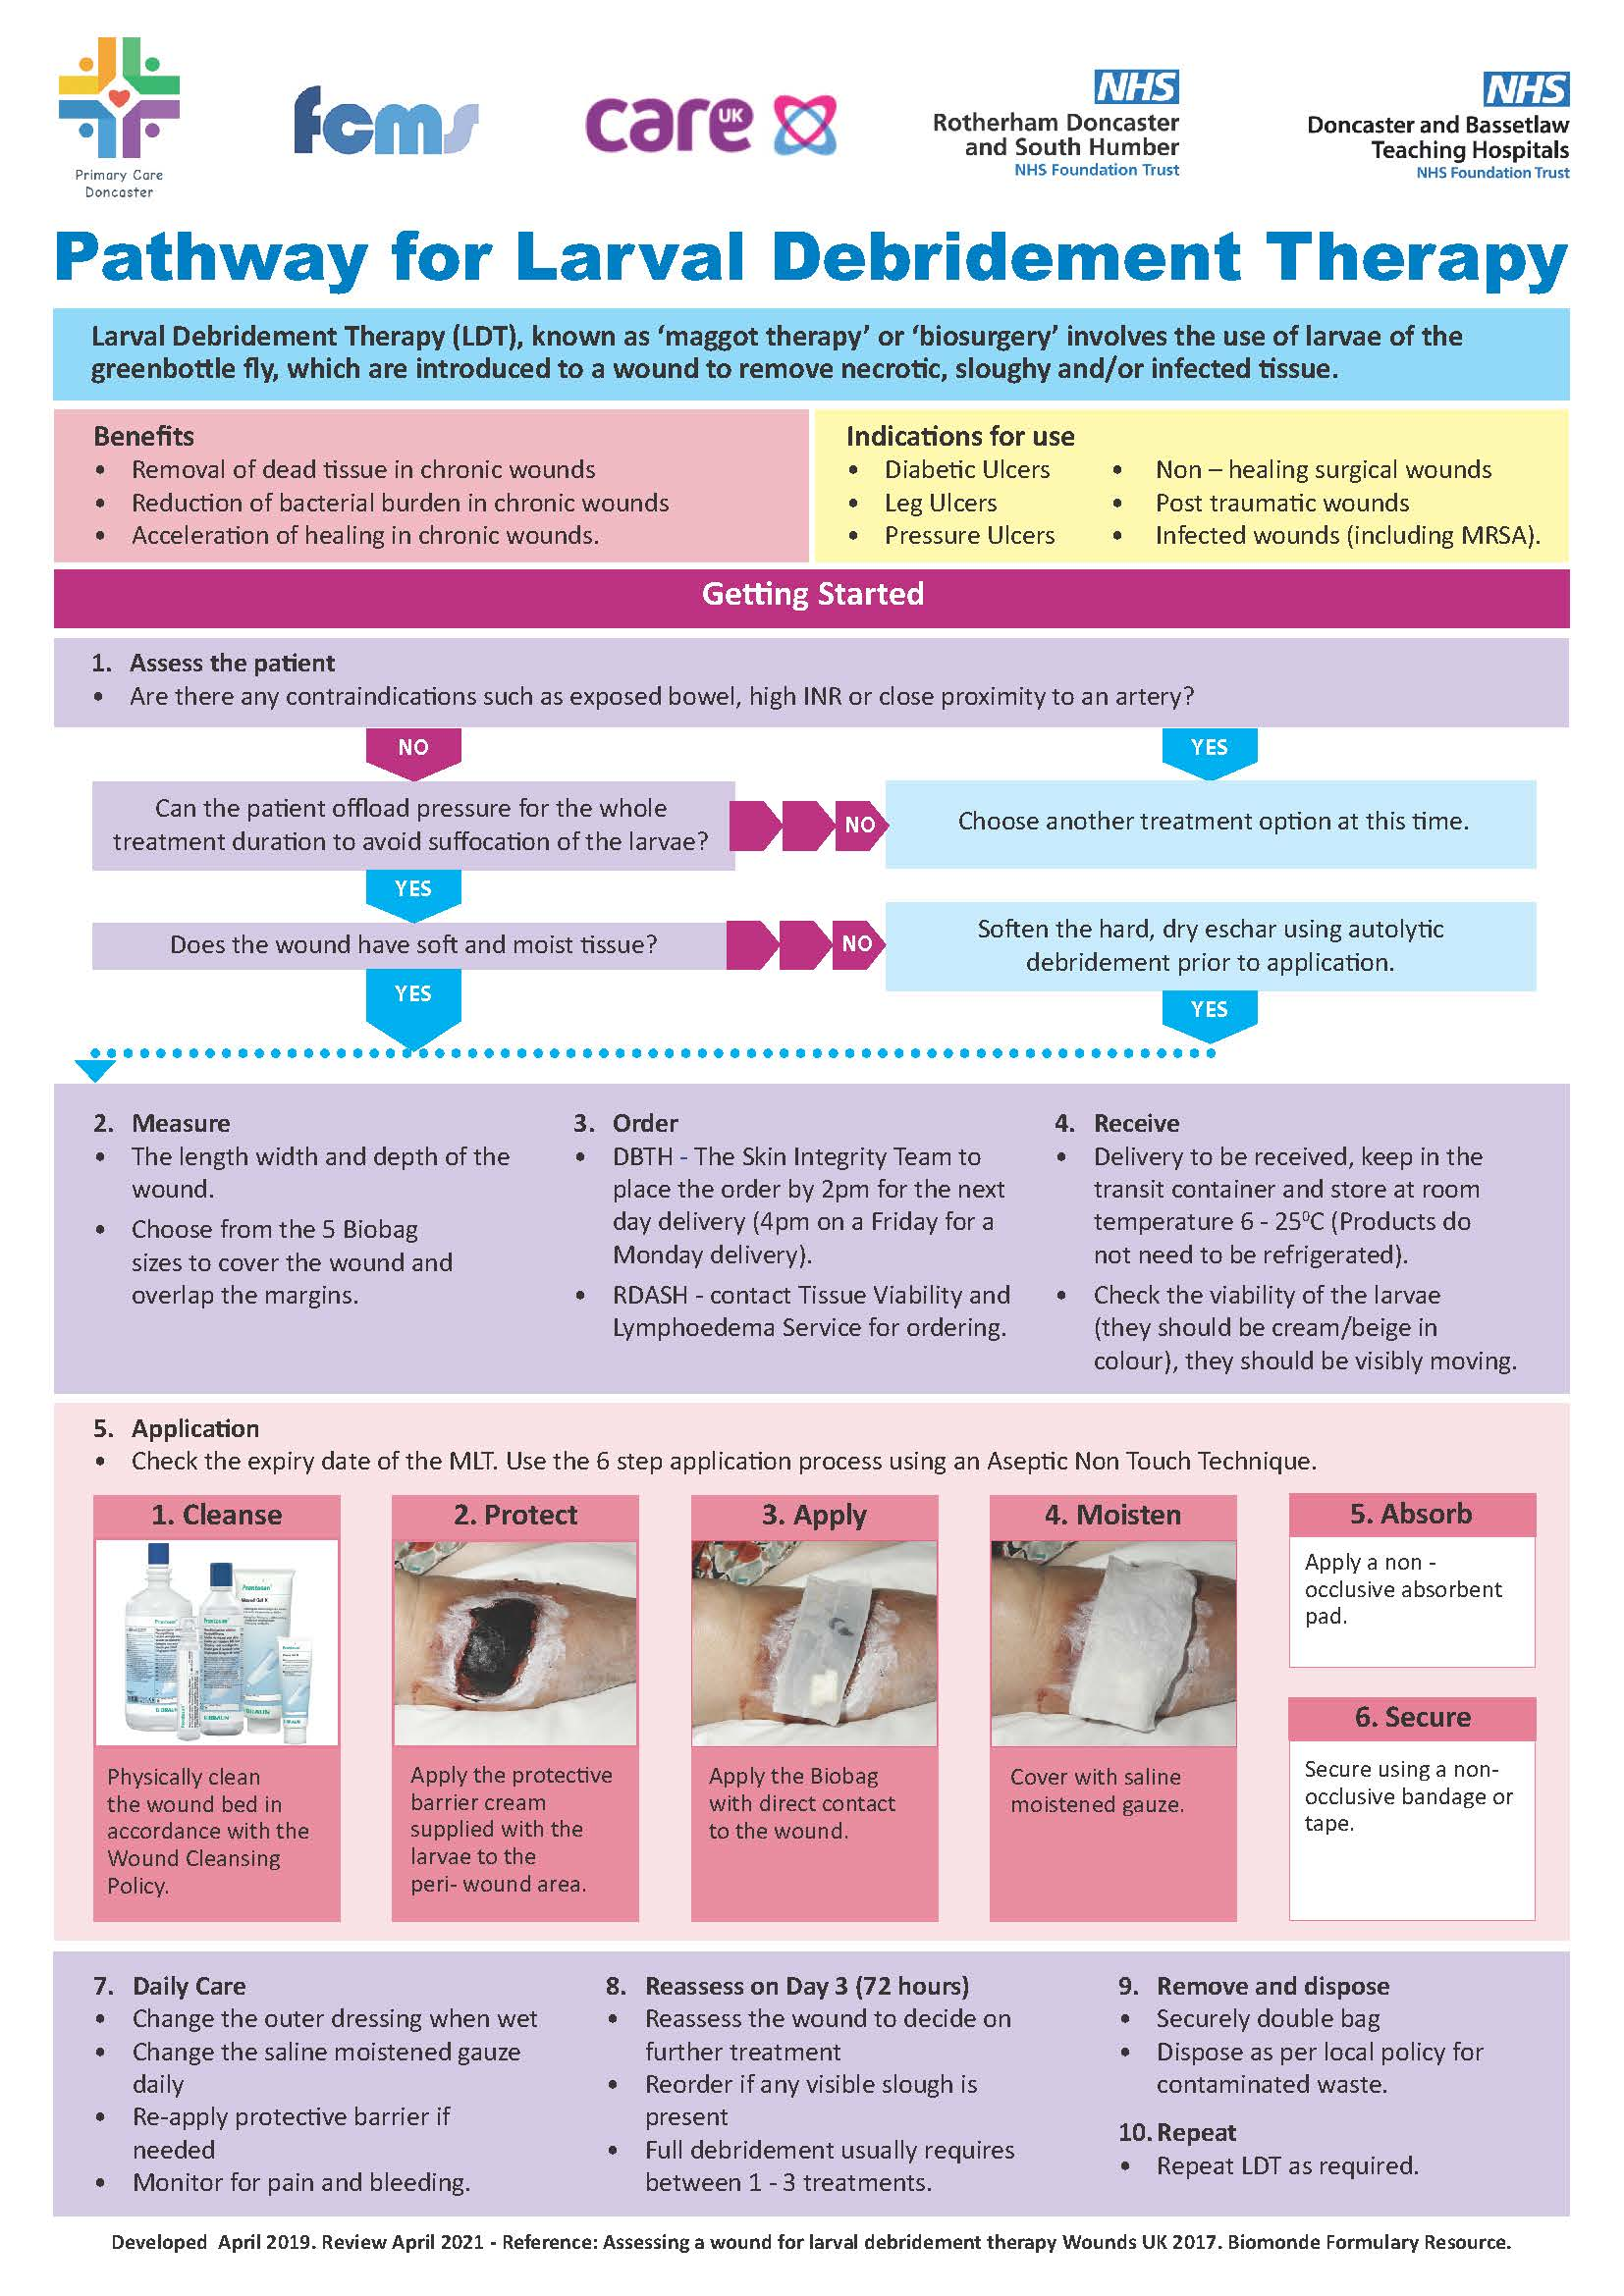 Primary Care
Doncaster
fcms
care UK
NHS
Rotherham Doncaster
and South Humber
NHS Foundation Trust
NHS
Doncaster and Bassetlaw
Teaching Hospitals
NHS Foundation Trust
Pathway for Larval Debridement Therapy
Larval Debridement Therapy (LDT), known as ‘maggot therapy’ or ‘biosurgery’ involves the use of larvae of the
greenbottle fly, which are introduced to a wound to remove necrotic, sloughy and/or infected tissue.
Benefits
• Removal of dead tissue in chronic wounds
• Reduction of bacterial burden in chronic wounds
• Acceleration of healing in chronic wounds.
Indications for use
• Diabetic Ulcers
• Leg Ulcers
• Pressure Ulcers
• Non – healing surgical wounds
• Post traumatic wounds
• Infected wounds (including MRSA).
Getting Started
1. Assess the patient
• Are there any contraindications such as exposed bowel, high INR or close proximity to an artery?
NO
YES
Can the patient offload pressure for the whole
treatment duration to avoid suffocation of the larvae?
NO
Choose another treatment option at this time.
YES
Does the wound have soft and moist tissue?
NO
Soften the hard, dry eschar using autolytic
debridement prior to application.
YES
YES
2. Measure
• The length width and depth of the
wound.
• Choose from the 5 Biobag
sizes to cover the wound and
overlap the margins.
3. Order
• DBTH - The Skin Integrity Team to
place the order by 2pm for the next
day delivery (4pm on a Friday for a
Monday delivery).
• RDASH - contact Tissue Viability and
Lymphoedema Service for ordering.
4. Receive
• Delivery to be received, keep in the
transit container and store at room
temperature 6 - 25⁰C (Products do
not need to be refrigerated).
• Check the viability of the larvae
(they should be cream/beige in
colour), they should be visibly moving.
5. Application
• Check the expiry date of the MLT. Use the 6 step application process using an Aseptic Non Touch Technique.
1. Cleanse
Prontosan
Physically clean
the wound bed in
accordance with the
Wound Cleansing
Policy.
2. Protect
Apply the protective
barrier cream
supplied with the
larvae to the
peri- wound area.
3. Apply
Apply the Biobag
with direct contact
to the wound.
4. Moisten
Cover with saline
moistened gauze.
5. Absorb
Apply a non -
occlusive absorbent
pad.
6. Secure
Secure using a non-
occlusive bandage or
tape.
7. Daily Care
• Change the outer dressing when wet
• Change the saline moistened gauze
daily
• Re-apply protective barrier if
needed
• Monitor for pain and bleeding.
8. Reassess on Day 3 (72 hours)
• Reassess the wound to decide on
further treatment
• Reorder if any visible slough is
present
• Full debridement usually requires
between 1 - 3 treatments.
9. Remove and dispose
• Securely double bag
• Dispose as per local policy for
contaminated waste.
10. Repeat
• Repeat LDT as required.
Developed April 2019. Review April 2021 - Reference: Assessing a wound for larval debridement therapy Wounds UK 2017. Biomonde Formulary Resource.